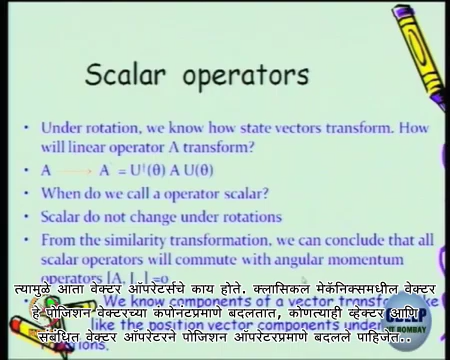 Scalar operators
• Under rotation, we know how state vectors transform. How
will linear operator A transform?
• A → A = U†(θ) A U(θ)
• When do we call a operator scalar?
• Scalar do not change under rotations
• From the similarity transformation, we can conclude that all
scalar operators will commute with angular momentum
operators
We know components of a vector transform like
like the position vector components under
त्यामुळे आता वेक्टर ऑपरेटर्सचे काय होते. क्लासिकल मेकॅनिक्समधील वेक्टर
हे पोजिशन वेक्टरच्या कंपोनंटप्रमाणे बदलतात, कोणत्याही व्हेक्टर आणि
संबंधित वेक्टर ऑपरेटरने पोजिशन ऑपरेटरप्रमाणे बदलले पाहिजेत..